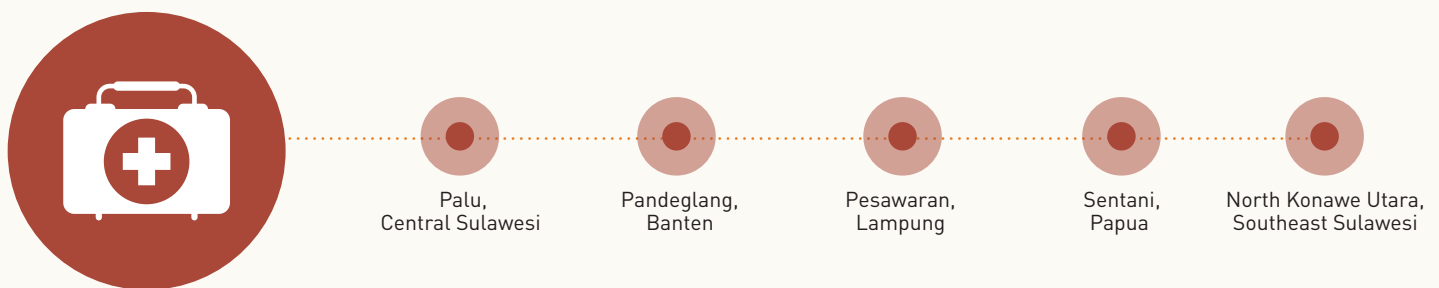 Palu,
Central Sulawesi
Pandeglang,
Banten
Pesawaran,
Lampung
Sentani,
Papua
North Konawe Utara,
Southeast Sulawesi